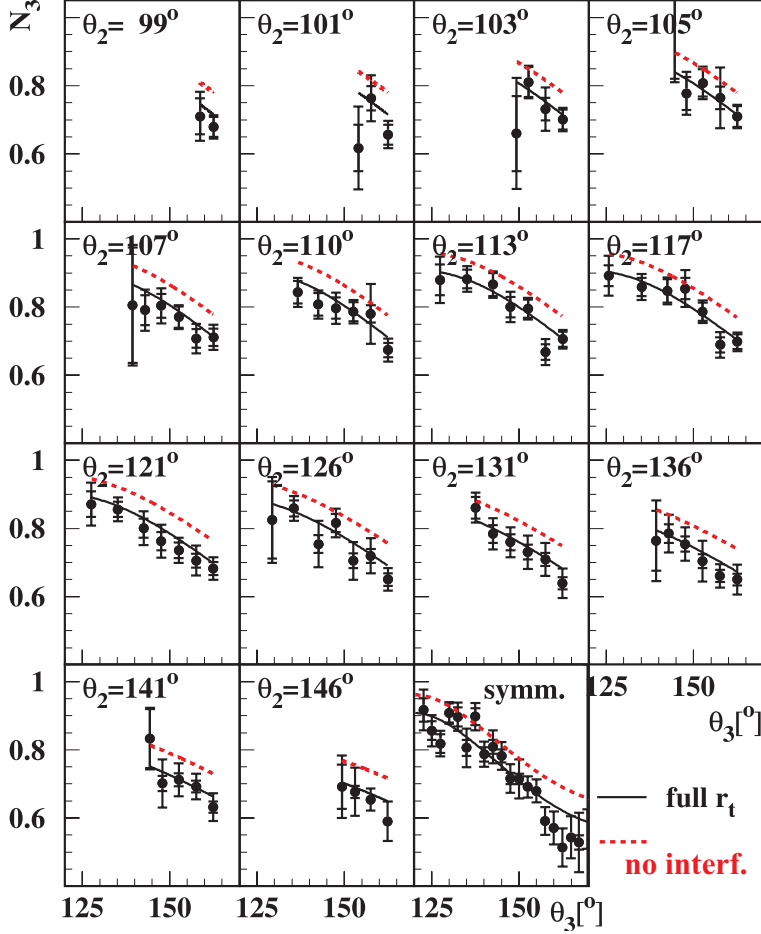 N₃
θ₂= 99° θ₂=101° θ₂=103° θ₂=105°
0.8
0.6
1 θ₂=107° θ₂=110° θ₂=113° θ₂=117°
0.8
0.6
1 θ₂=121° θ₂=126° θ₂=131° θ₂=136°
0.8
0.6
1 θ₂=141° θ₂=146° symm. 125 150
θ₃[°]
0.8
full rₜ
0.6
no interf.
125 150 125 150 125 150 θ₃[°]